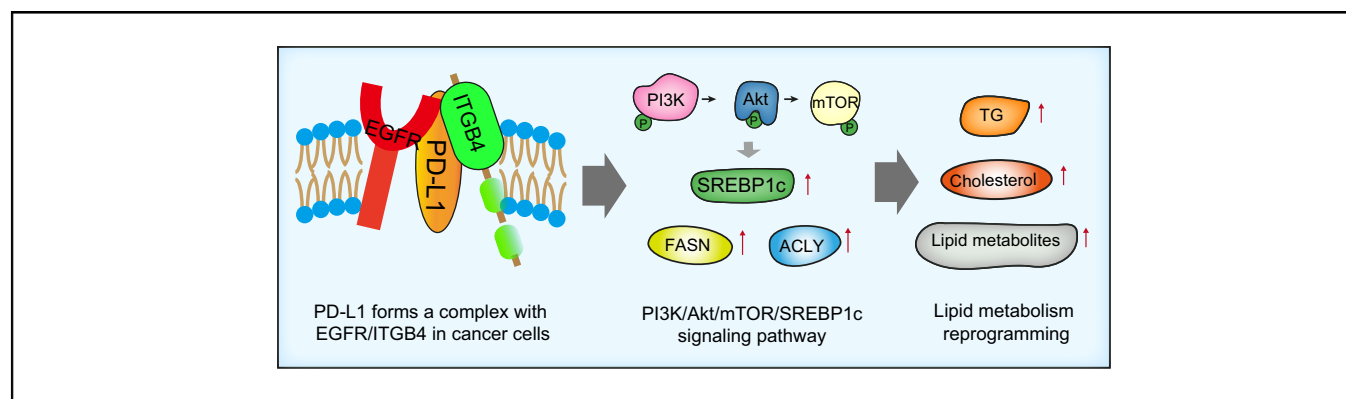 EGFR
PD-L1
ITGB4
PD-L1 forms a complex with
EGFR/ITGB4 in cancer cells
PI3K
P
Akt
P
mTOR
P
SREBP1c
FASN
ACLY
PI3K/Akt/mTOR/SREBP1c
signaling pathway
TG
Cholesterol
Lipid metabolites
Lipid metabolism
reprogramming